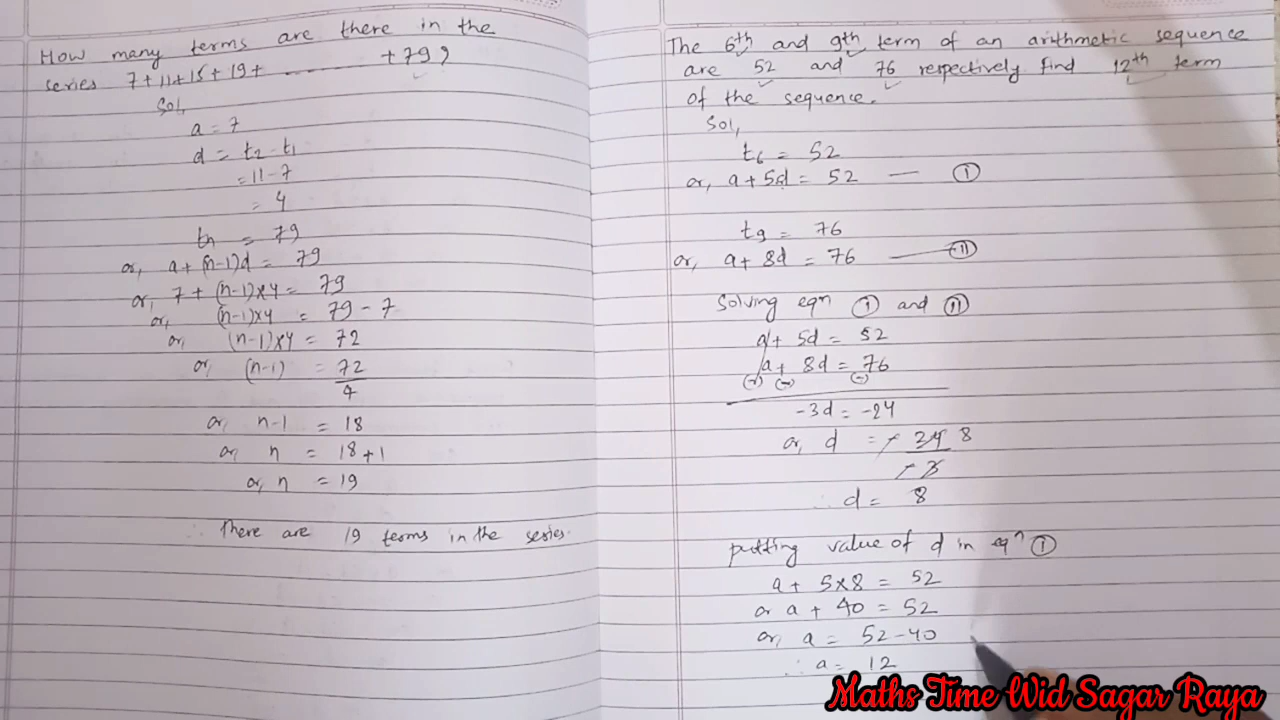 How many terms are there in the
series 7+11+15+19+ ........ +79?
Sol,
a = 7
d = t2 - t1
= 11 - 7
= 4
tn = 79
or, a+(n-1)d = 79
or, 7 + (n-1)×4 = 79
or, (n-1)×4 = 79 - 7
or, (n-1)×4 = 72
or, (n-1) = 72
4
or, n-1 = 18
or, n = 18+1
or, n = 19
There are 19 terms in the series.
The 6th and 9th term of an arithmetic sequence
are 52 and 76 respectively find 12th term
of the sequence.
Sol,
t6 = 52
or, a+5d = 52 — I
t9 = 76
or, a+ 8d = 76 — II
Solving eqn I and II
a+ 5d = 52
a+ 8d = 76
(-) (-) (-)
-3d = -24
or, d = -24 8
-3
∴ d = 8
putting value of d in eqn I
a + 5×8 = 52
or a + 40 = 52
or, a = 52-40
∴ a = 12
Maths Time Wid Sagar Raya